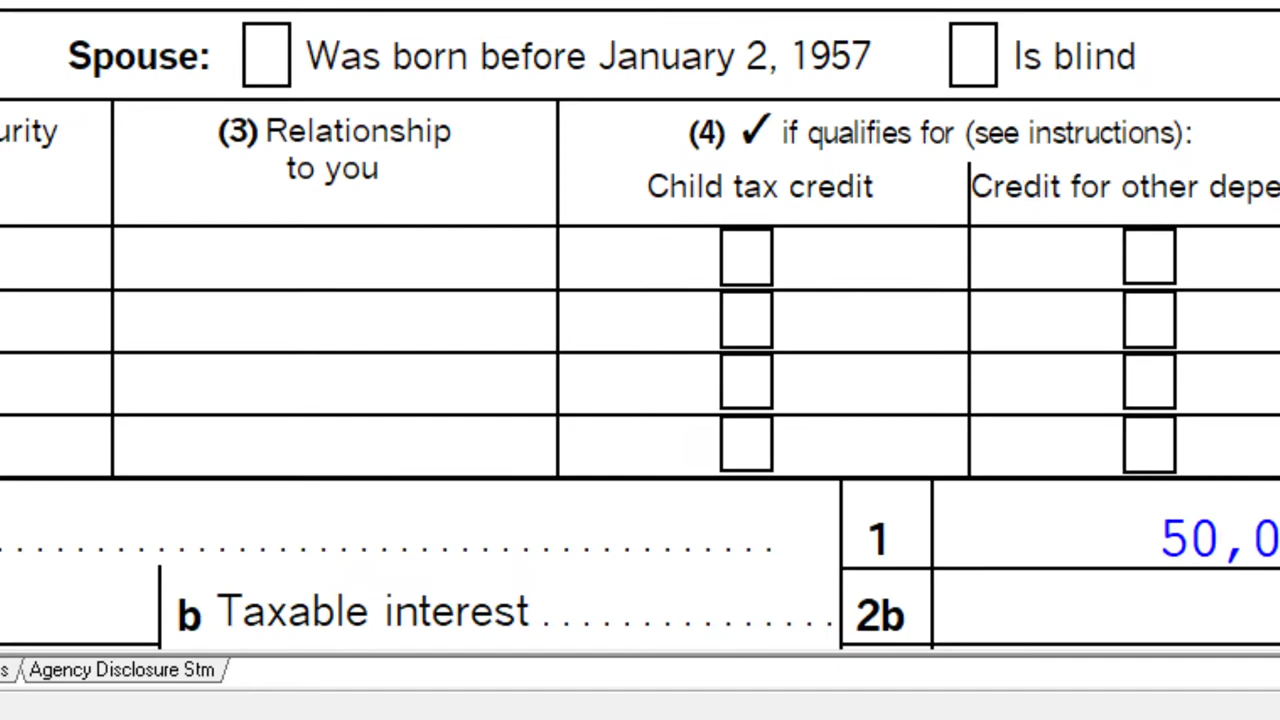 Spouse: Was born before January 2, 1957 Is blind
urity (3) Relationship to you (4) ✓ if qualifies for (see instructions):
Child tax credit Credit for other depe
1 50,0
b Taxable interest 2b
s Agency Disclosure Stm